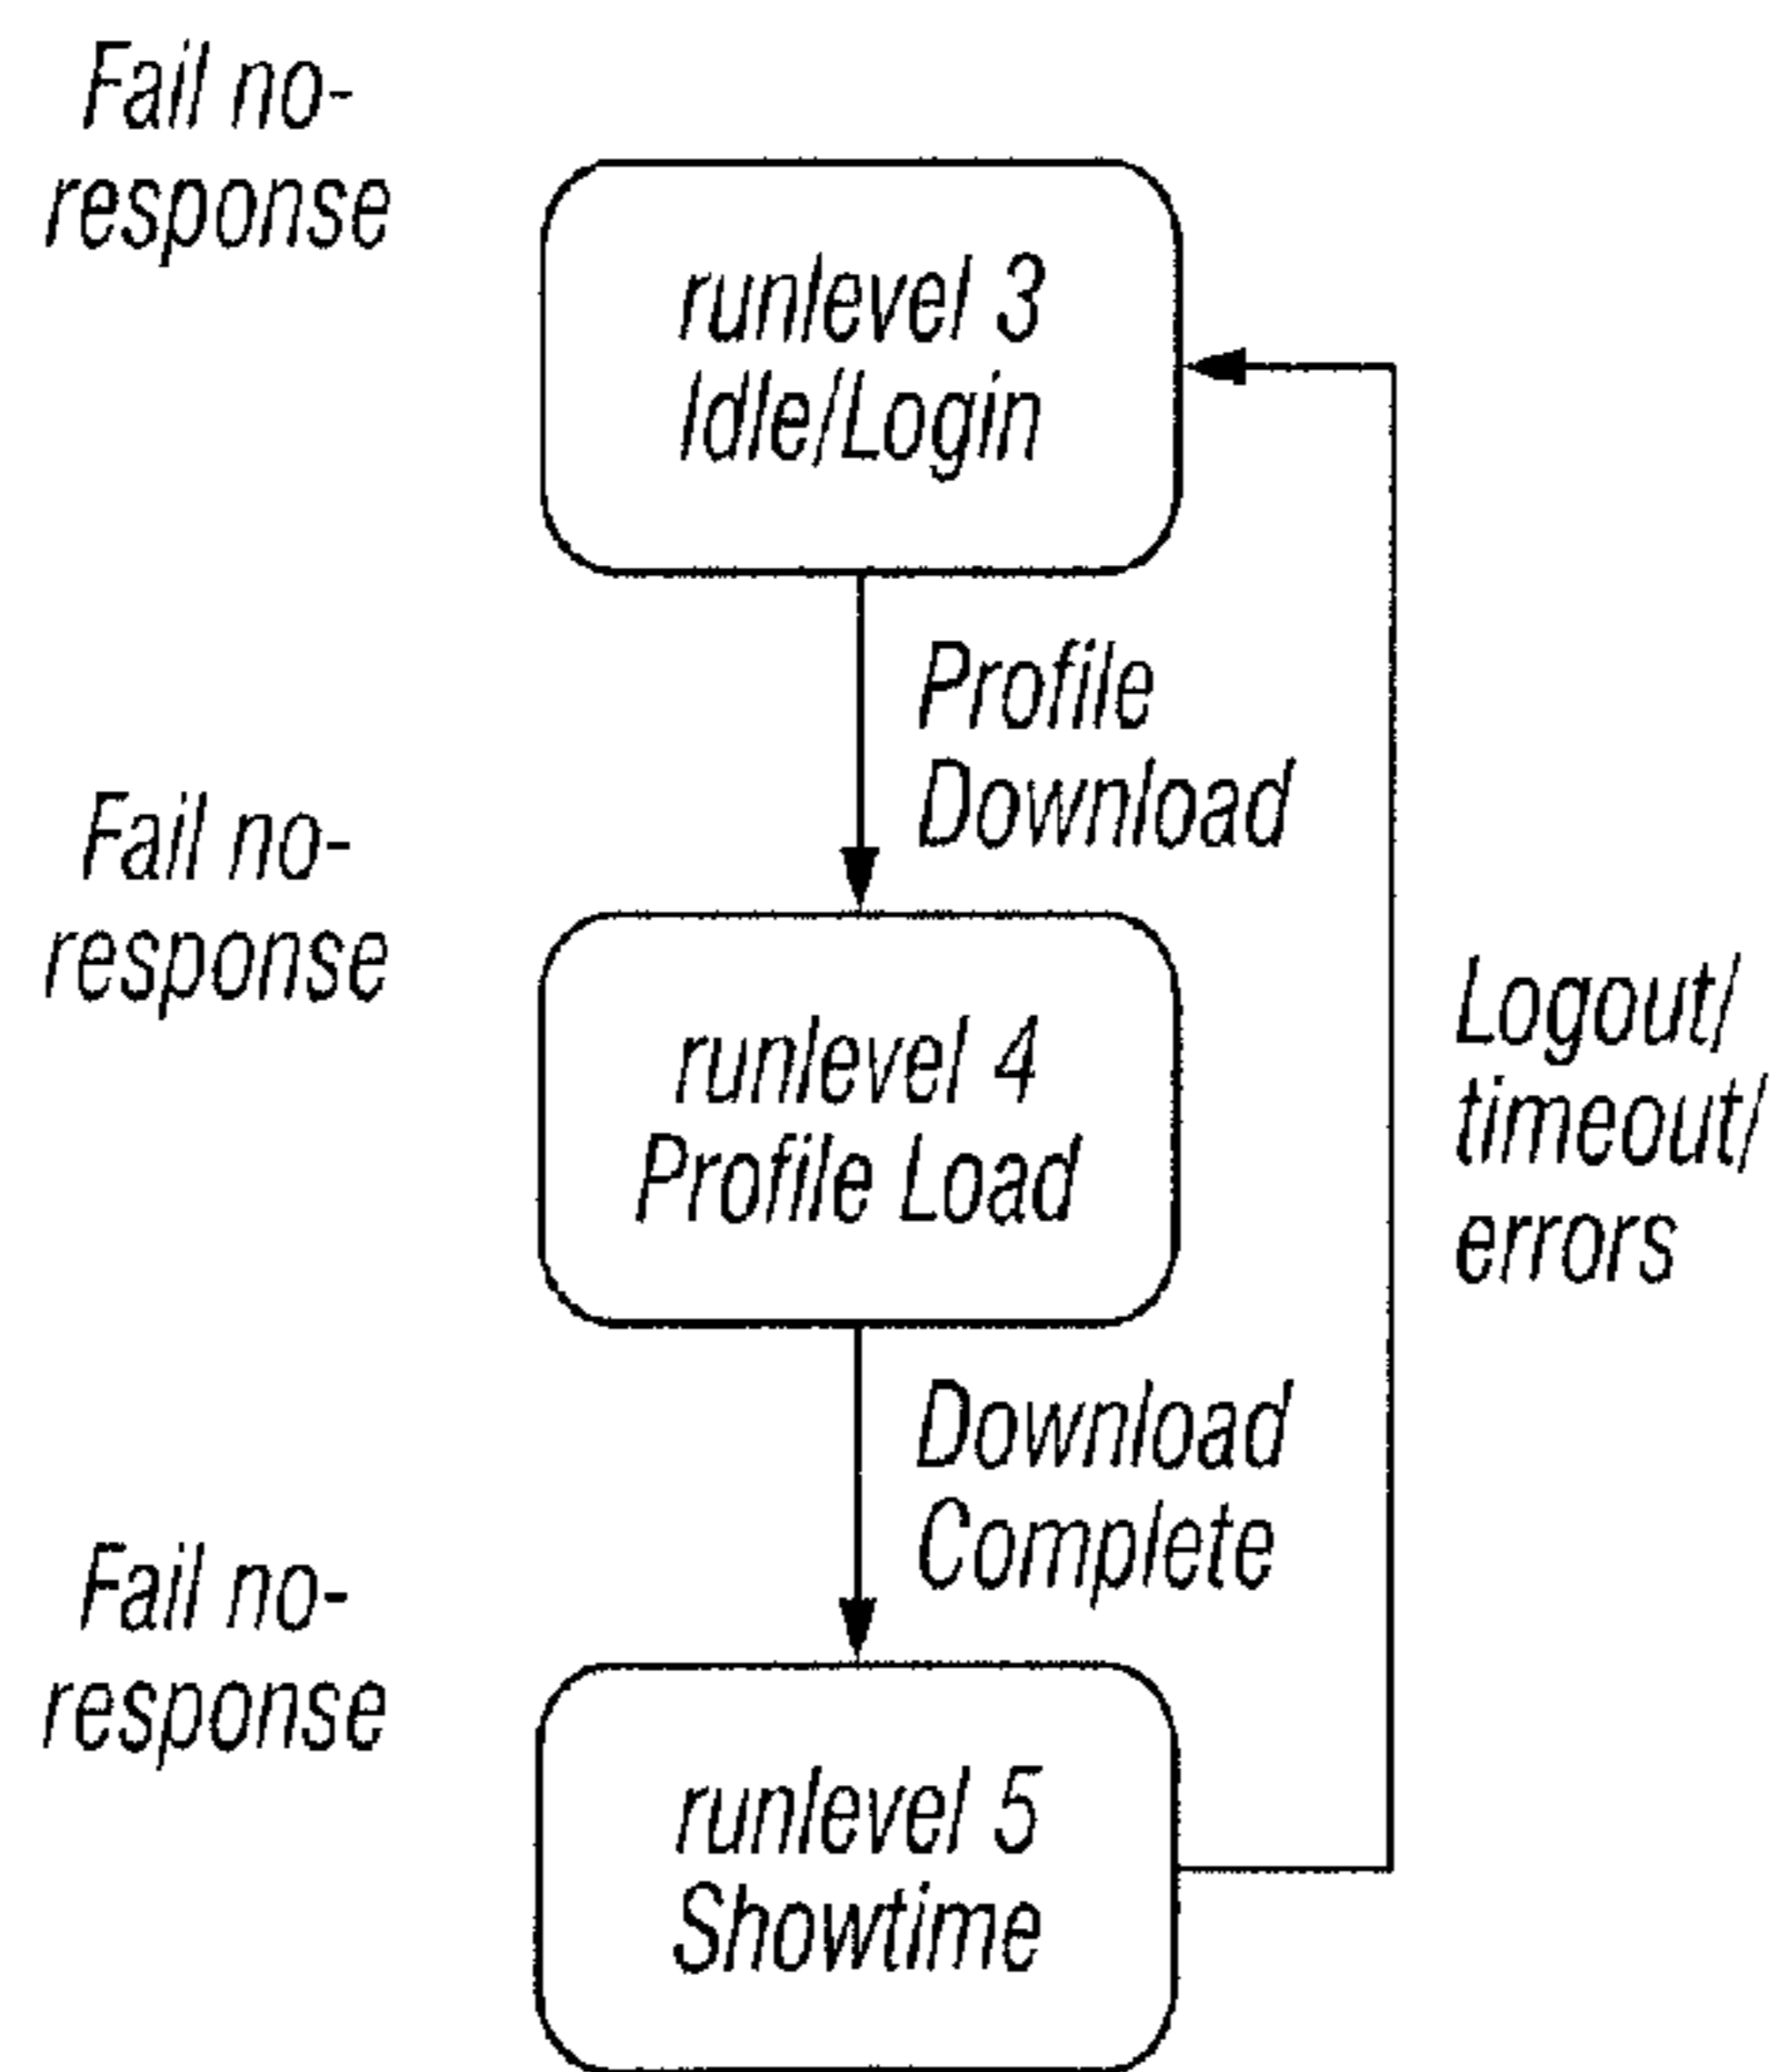 Fail no-
response
runlevel 3
Idle/Login
Profile
Download
Fail no-
response
runlevel 4
Profile Load
Logout/
timeout/
errors
Download
Complete
Fail no-
response
runlevel 5
Showtime